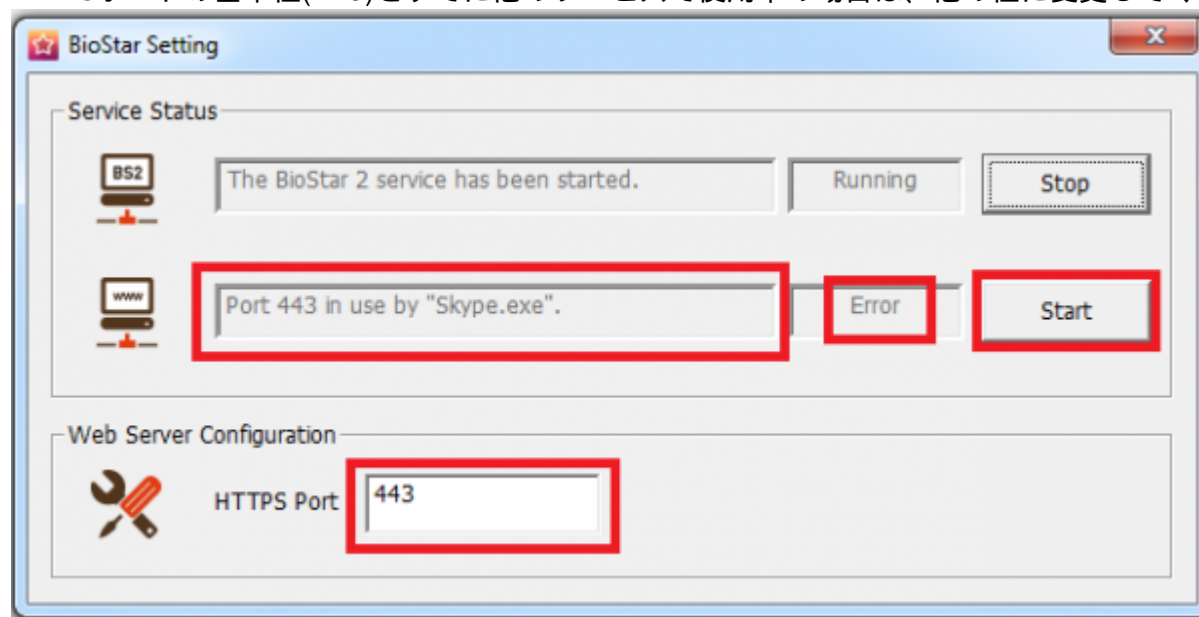 BioStar Setting
Service Status
BS2
The BioStar 2 service has been started.
Running
Stop
www
Port 443 in use by "Skype.exe".
Error
Start
Web Server Configuration
HTTPS Port
443